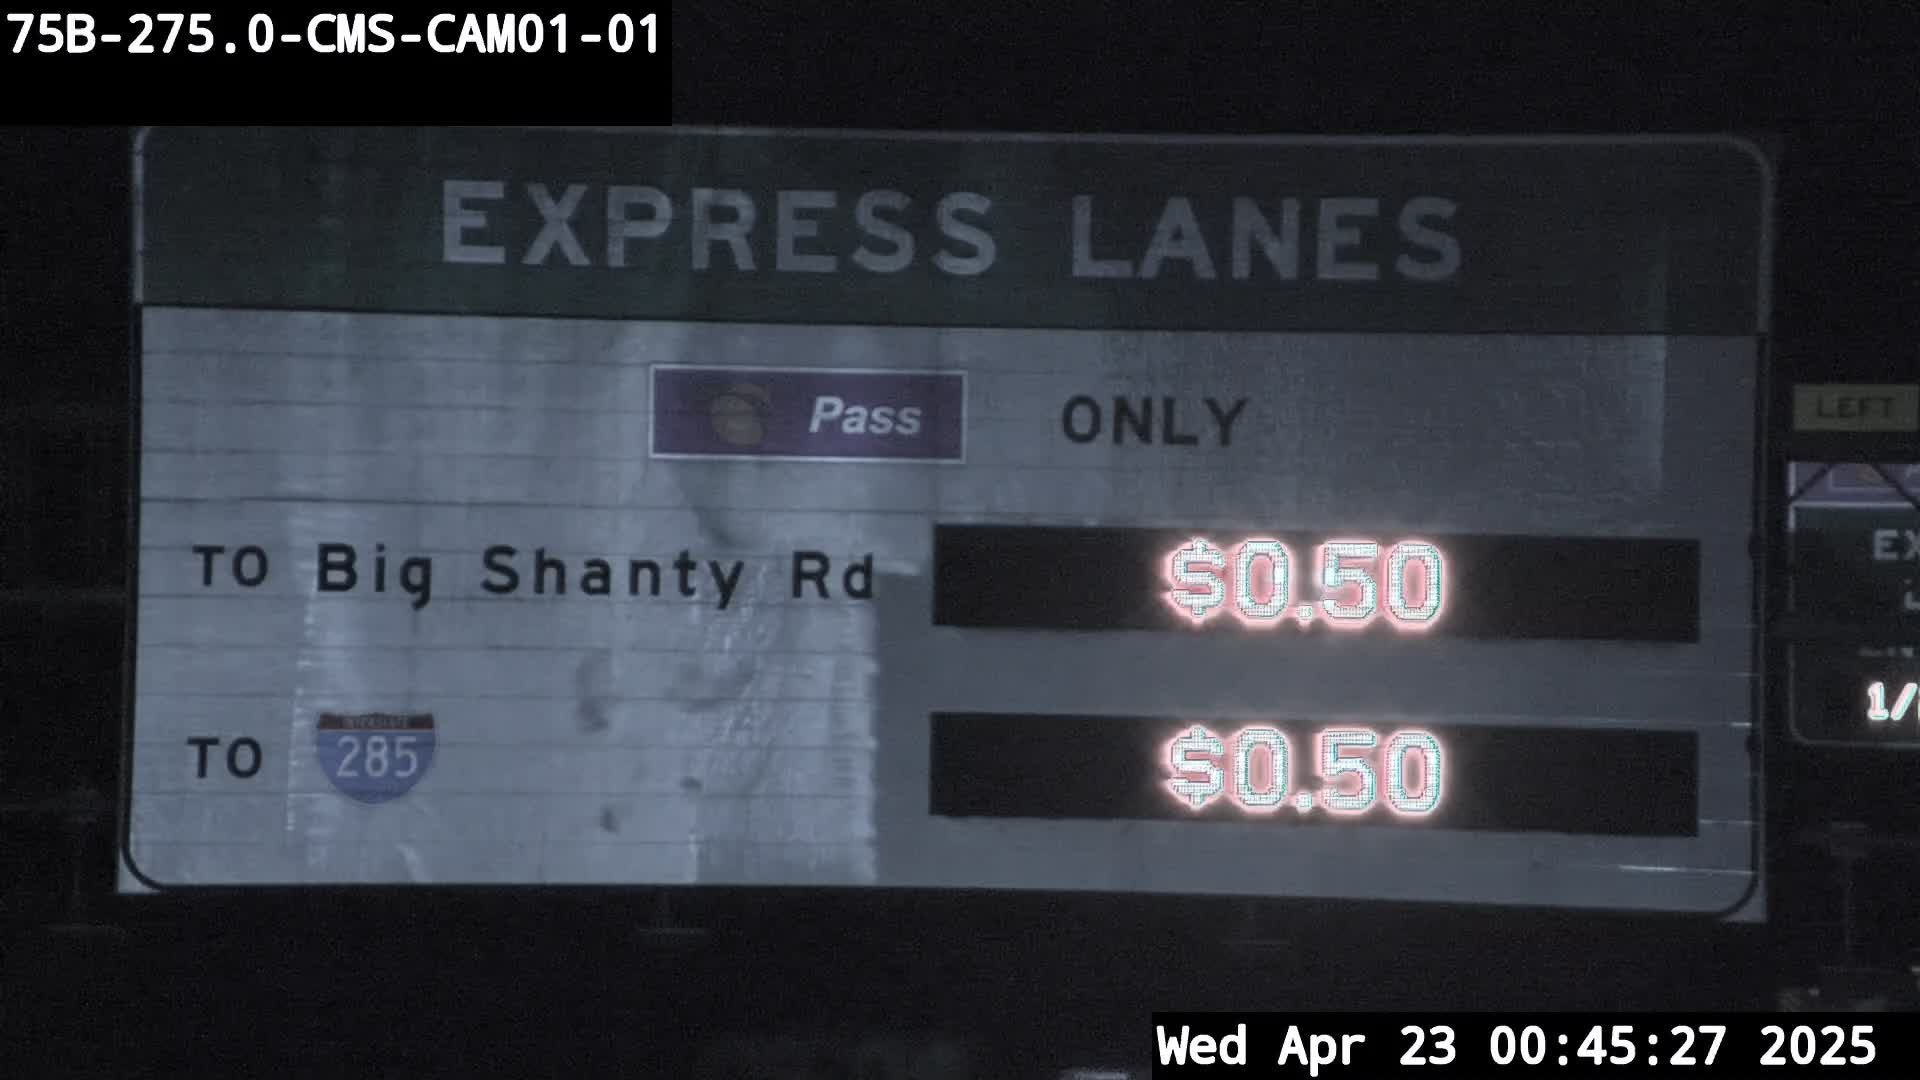 75B-275.0-CMS-CAM01-01
EXPRESS LANES
Pass ONLY
TO Big Shanty Rd $0.50
TO INTERSTATE 285 $0.50
LEFT
Wed Apr 23 00:45:27 2025